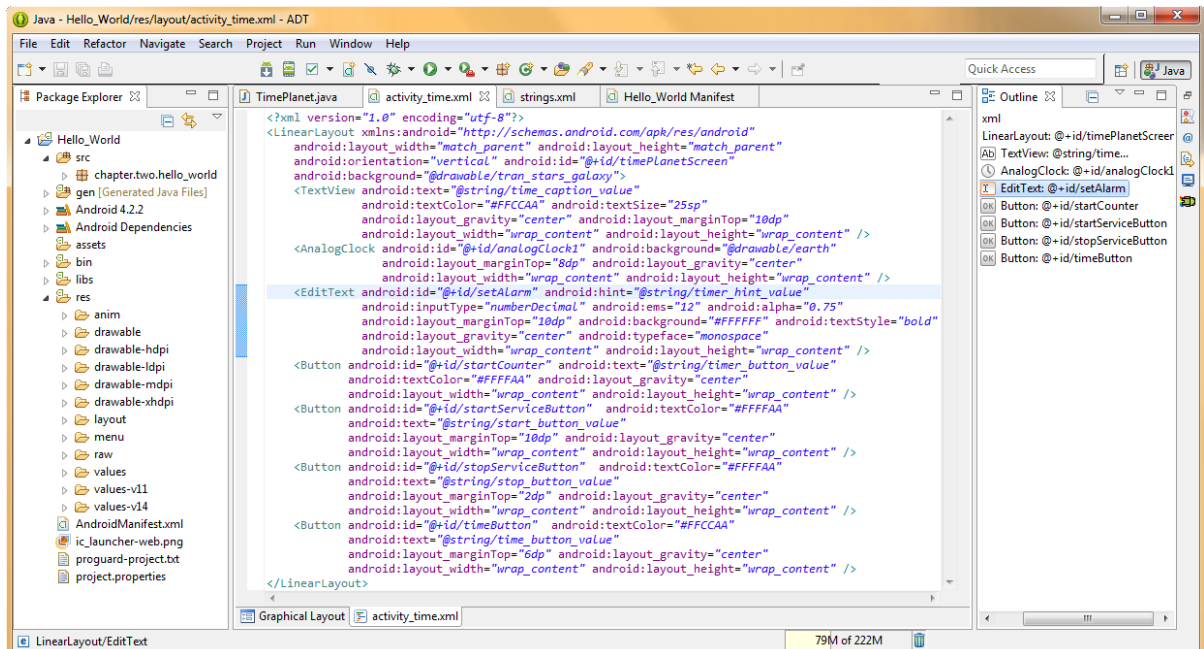 Java - Hello_World/res/layout/activity_time.xml - ADT
File Edit Refactor Navigate Search Project Run Window Help
Quick Access
Java
Package Explorer
Hello_World
src
chapter.two.hello_world
gen [Generated Java Files]
Android 4.2.2
Android Dependencies
assets
bin
libs
res
anim
drawable
drawable-hdpi
drawable-ldpi
drawable-mdpi
drawable-xhdpi
layout
menu
raw
values
values-v11
values-v14
AndroidManifest.xml
ic_launcher-web.png
proguard-project.txt
project.properties
TimePlanet.java activity_time.xml strings.xml Hello_World Manifest
<?xml version="1.0" encoding="utf-8"?>
<LinearLayout xmlns:android="http://schemas.android.com/apk/res/android"
android:layout_width="match_parent" android:layout_height="match_parent"
android:orientation="vertical" android:id="@+id/timePlanetScreen"
android:background="@drawable/tran_stars_galaxy">
<TextView android:text="@string/time_caption_value"
android:textColor="#FFCCAA" android:textSize="25sp"
android:layout_gravity="center" android:layout_marginTop="10dp"
android:layout_width="wrap_content" android:layout_height="wrap_content" />
<AnalogClock android:id="@+id/analogClock1" android:background="@drawable/earth"
android:layout_marginTop="8dp" android:layout_gravity="center"
android:layout_width="wrap_content" android:layout_height="wrap_content" />
<EditText android:id="@+id/setAlarm" android:hint="@string/timer_hint_value"
android:inputType="numberDecimal" android:ems="12" android:alpha="0.75"
android:layout_marginTop="10dp" android:background="#FFFFFF" android:textStyle="bold"
android:layout_gravity="center" android:typeface="monospace"
android:layout_width="wrap_content" android:layout_height="wrap_content" />
<Button android:id="@+id/startCounter" android:text="@string/timer_button_value"
android:textColor="#FFFFAA" android:layout_gravity="center"
android:layout_width="wrap_content" android:layout_height="wrap_content" />
<Button android:id="@+id/startServiceButton" android:textColor="#FFFFAA"
android:text="@string/start_button_value"
android:layout_marginTop="10dp" android:layout_gravity="center"
android:layout_width="wrap_content" android:layout_height="wrap_content" />
<Button android:id="@+id/stopServiceButton" android:textColor="#FFFFAA"
android:text="@string/stop_button_value"
android:layout_marginTop="2dp" android:layout_gravity="center"
android:layout_width="wrap_content" android:layout_height="wrap_content" />
<Button android:id="@+id/timeButton" android:textColor="#FFCCAA"
android:text="@string/time_button_value"
android:layout_marginTop="6dp" android:layout_gravity="center"
android:layout_width="wrap_content" android:layout_height="wrap_content" />
</LinearLayout>
Graphical Layout activity_time.xml
Outline
xml
LinearLayout: @+id/timePlanetScreer
Ab TextView: @string/time...
AnalogClock: @+id/analogClock1
EditText: @+id/setAlarm
OK Button: @+id/startCounter
OK Button: @+id/startServiceButton
OK Button: @+id/stopServiceButton
OK Button: @+id/timeButton
LinearLayout/EditText
79M of 222M